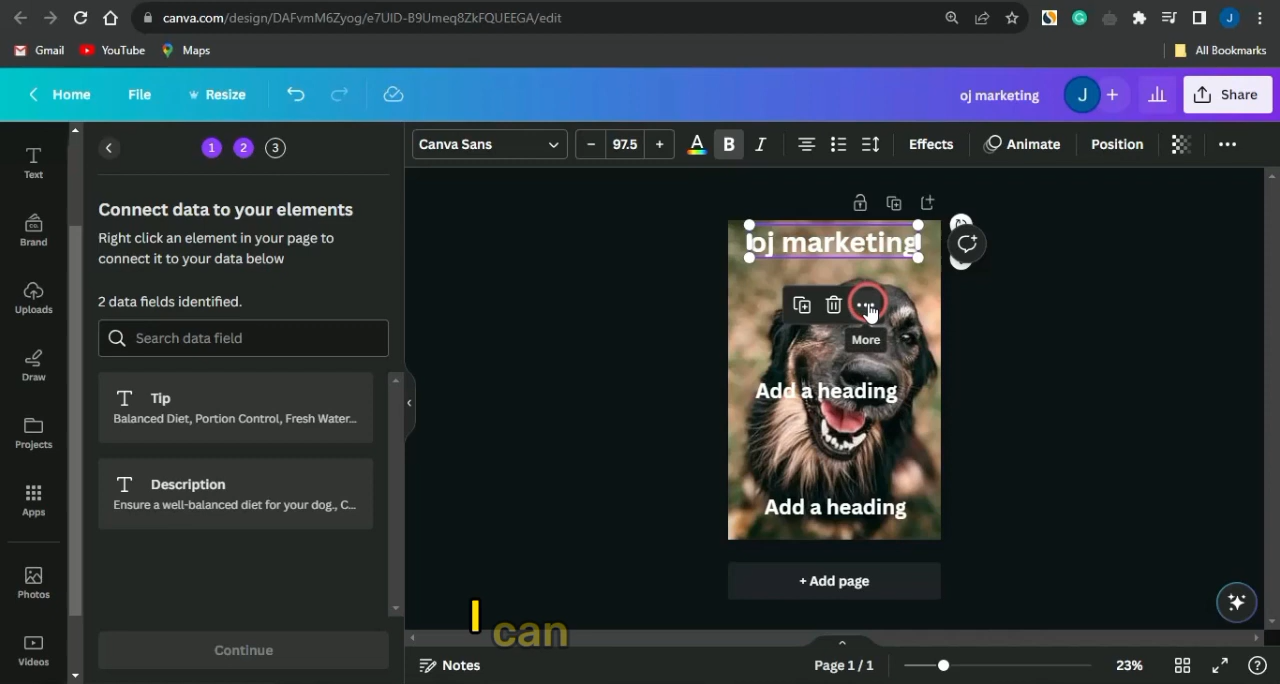 canva.com/design/DAFvmM6Zyog/e7UID-B9Umeq8ZkFQUEEGA/edit
Gmail YouTube Maps All Bookmarks
Home File Resize oj marketing J + Share
Canva Sans − 97.5 + A B I Effects Animate Position
Text
Brand
Uploads
Draw
Projects
Apps
Photos
Videos
1 2 3
Connect data to your elements
Right click an element in your page to
connect it to your data below
2 data fields identified.
Search data field
Tip
Balanced Diet, Portion Control, Fresh Water...
Description
Ensure a well-balanced diet for your dog., C...
Continue
oj marketing
More
Add a heading
Add a heading
+ Add page
I can
Notes Page 1 / 1 23%